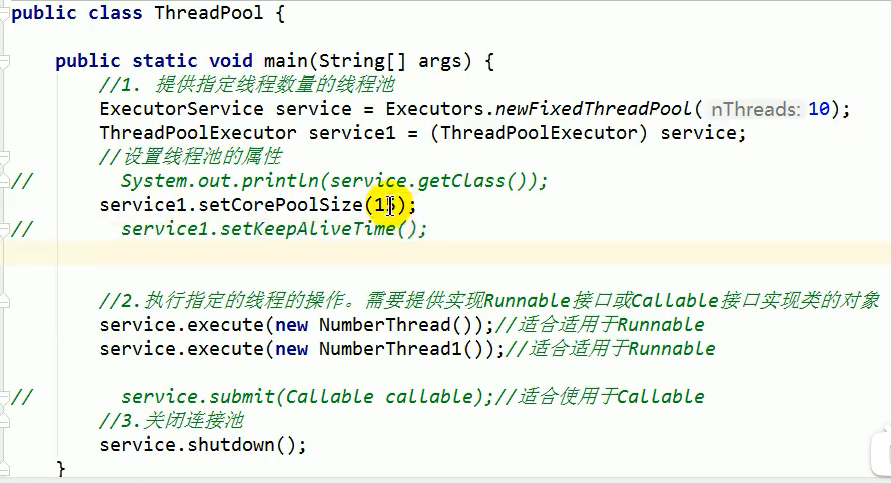 public class ThreadPool {
public static void main(String[] args) {
//1. 提供指定线程数量的线程池
ExecutorService service = Executors.newFixedThreadPool( nThreads: 10);
ThreadPoolExecutor service1 = (ThreadPoolExecutor) service;
//设置线程池的属性
// System.out.println(service.getClass());
service1.setCorePoolSize(15);
// service1.setKeepAliveTime();
//2.执行指定的线程的操作。需要提供实现Runnable接口或Callable接口实现类的对象
service.execute(new NumberThread());//适合适用于Runnable
service.execute(new NumberThread1());//适合适用于Runnable
// service.submit(Callable callable);//适合使用于Callable
//3.关闭连接池
service.shutdown();
}